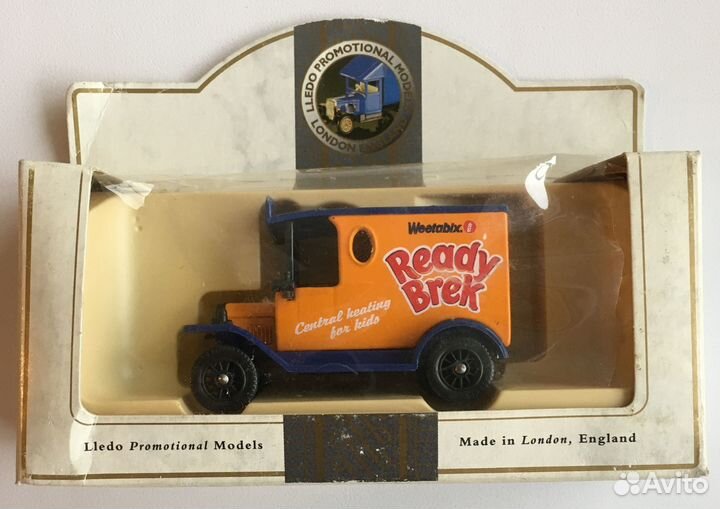 LLEDO PROMOTIONAL MODELS
LONDON ENGLAND
Weetabix
Ready
Brek
Central heating
for kids
Lledo Promotional Models
Made in London, England
Avito